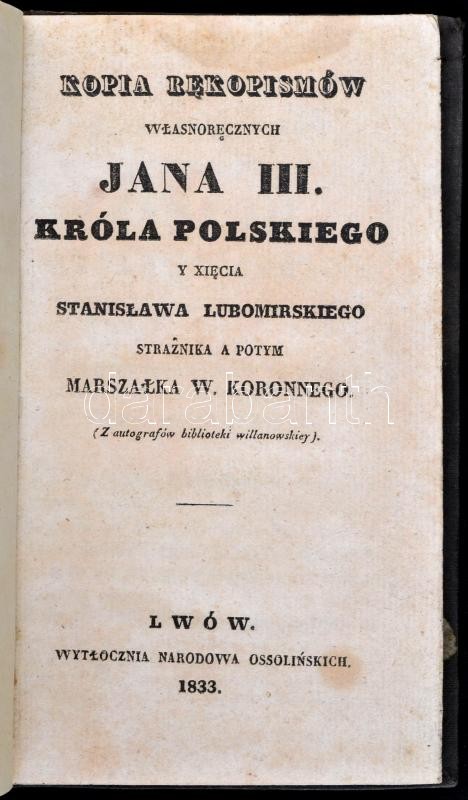 KOPIA RĘKOPISMÓW
WŁASNORĘCZNYCH
JANA III.
KRÓLA POLSKIEGO
Y XIĘCIA
STANISŁAWA LUBOMIRSKIEGO
STRAŻNIKA A POTYM
MARSZAŁKA W. KORONNEGO.
darabanth
(Z autografów biblioteki willanowskiey).
LWÓW.
WYTŁOCZNIA NARODOWA OSSOLIŃSKICH.
1833.